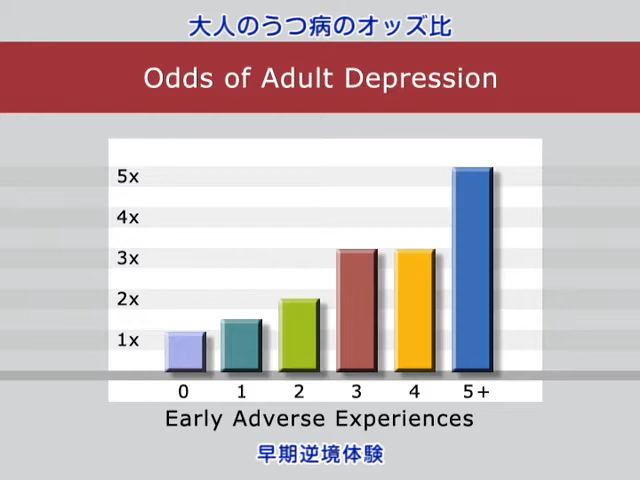 大人のうつ病のオッズ比
Odds of Adult Depression
5x
4x
3x
2x
1x
0 1 2 3 4 5+
Early Adverse Experiences
早期逆境体験